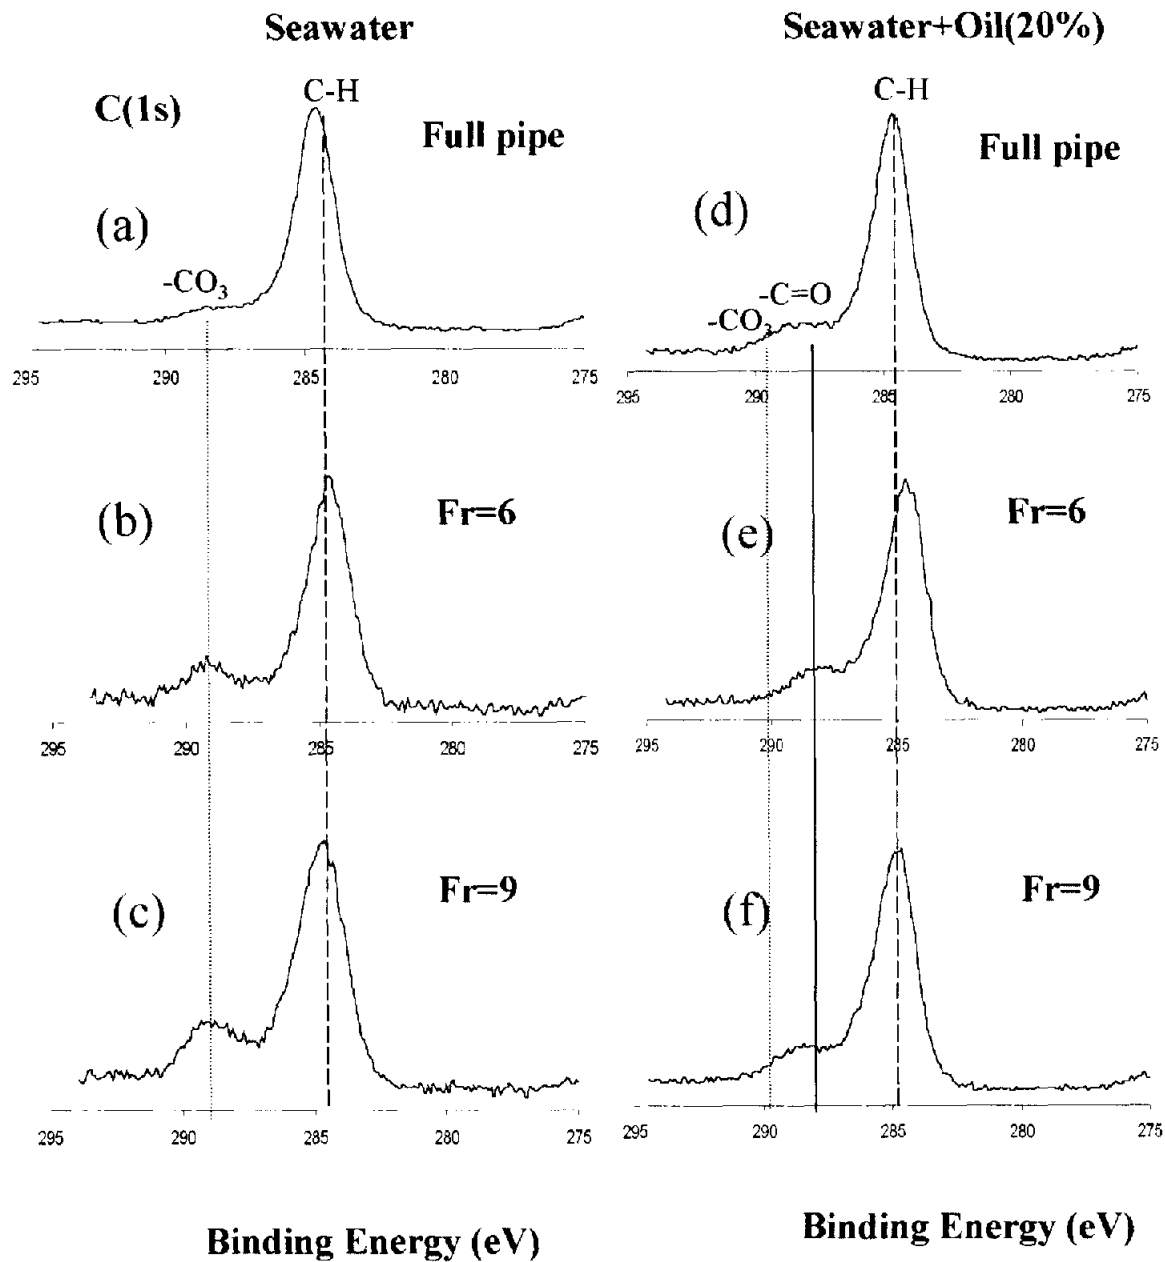 Seawater
Seawater+Oil(20%)
C(1s)
C-H
Full pipe
(a)
-CO3
295 290 285 280 275
C-H
Full pipe
(d)
-C=O
-CO3
295 290 285 280 275
(b)
Fr=6
295 290 285 280 275
(e)
Fr=6
295 290 285 280 275
(c)
Fr=9
295 290 285 280 275
(f)
Fr=9
295 290 285 280 275
Binding Energy (eV)
Binding Energy (eV)